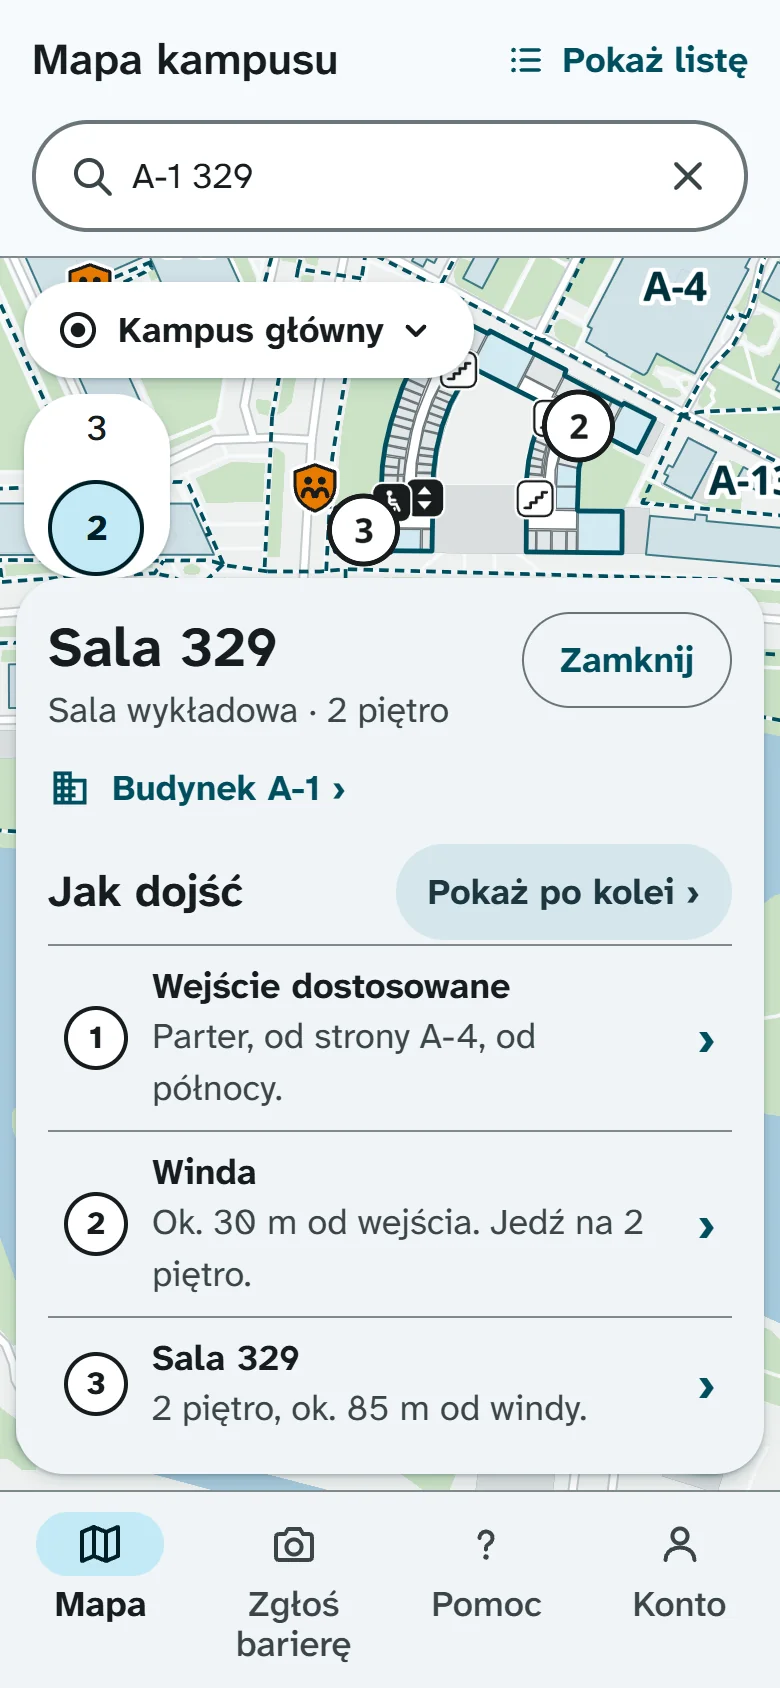 Mapa kampusu
Pokaż listę
A-1 329
A-4
Kampus główny
3
2
2
A-13
3
Sala 329
Zamknij
Sala wykładowa · 2 piętro
Budynek A-1 ›
Jak dojść
Pokaż po kolei ›
Wejście dostosowane
1
Parter, od strony A-4, od
północy.
Winda
2
Ok. 30 m od wejścia. Jedź na 2
piętro.
Sala 329
3
2 piętro, ok. 85 m od windy.
Mapa
Zgłoś
barierę
Pomoc
Konto